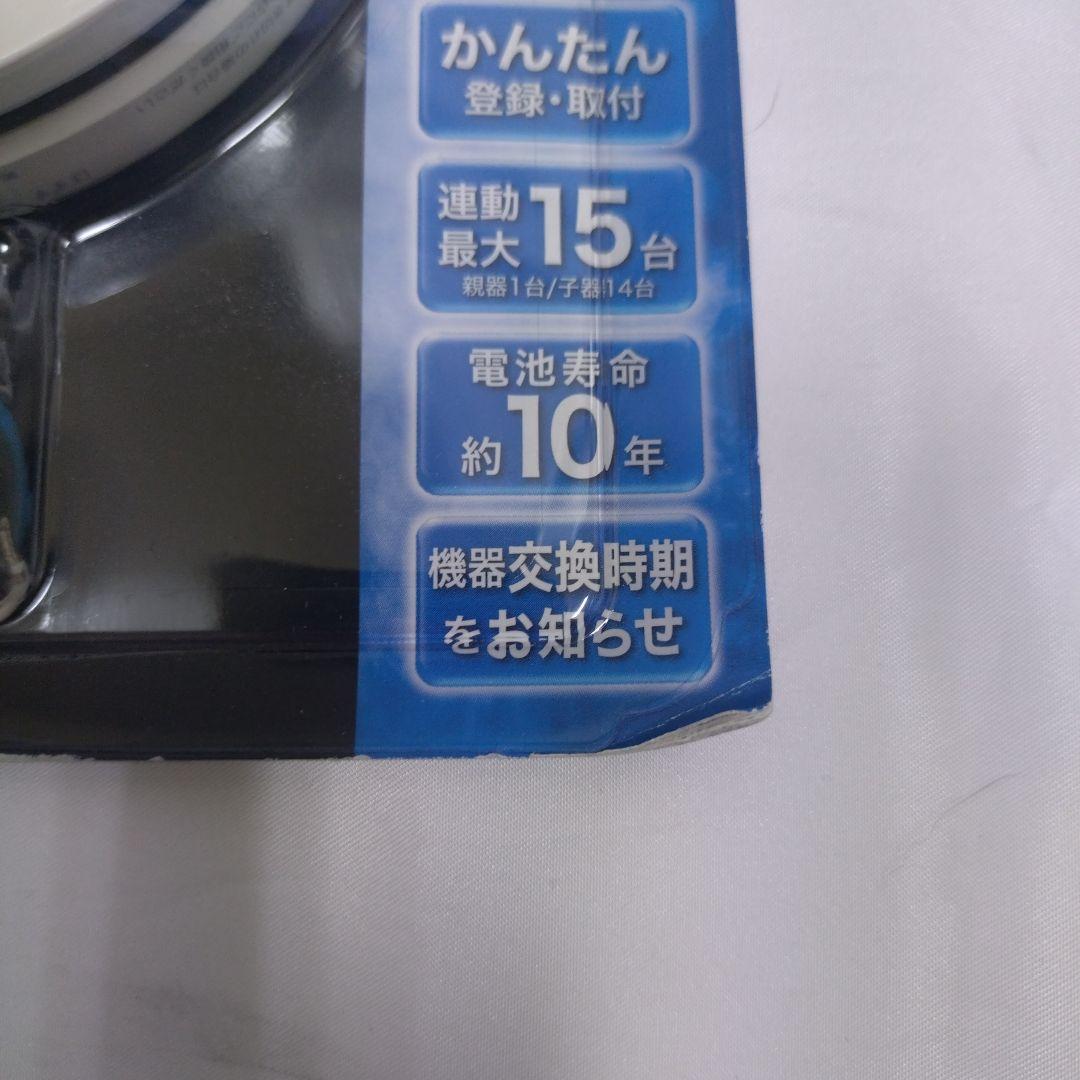 かんたん
登録・取付
連動
最大15台
親器1台/子器14台
電池寿命
約10年
機器交換時期
をお知らせ